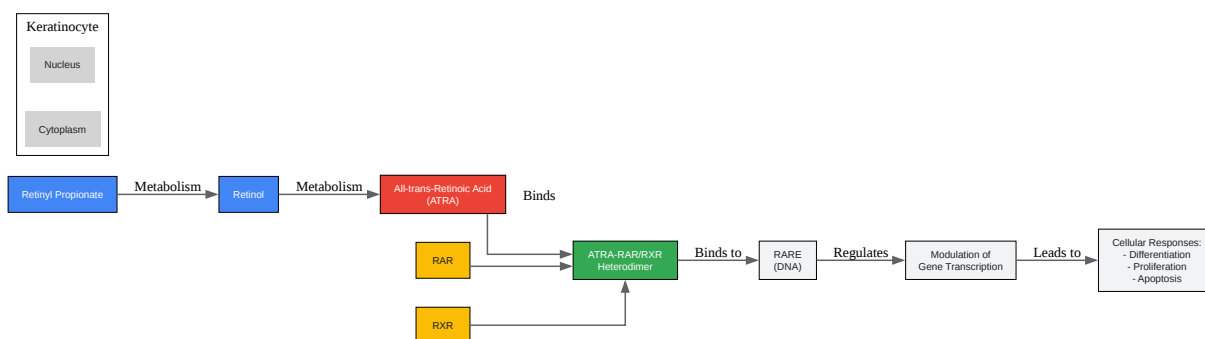 Keratinocyte
Nucleus
Cytoplasm
Retinyl Propionate
Metabolism
Retinol
Metabolism
All-trans-Retinoic Acid
(ATRA)
Binds
RAR
RXR
ATRA-RAR/RXR
Heterodimer
Binds to
RARE
(DNA)
Regulates
Modulation of
Gene Transcription
Leads to
Cellular Responses:
- Differentiation
- Proliferation
- Apoptosis